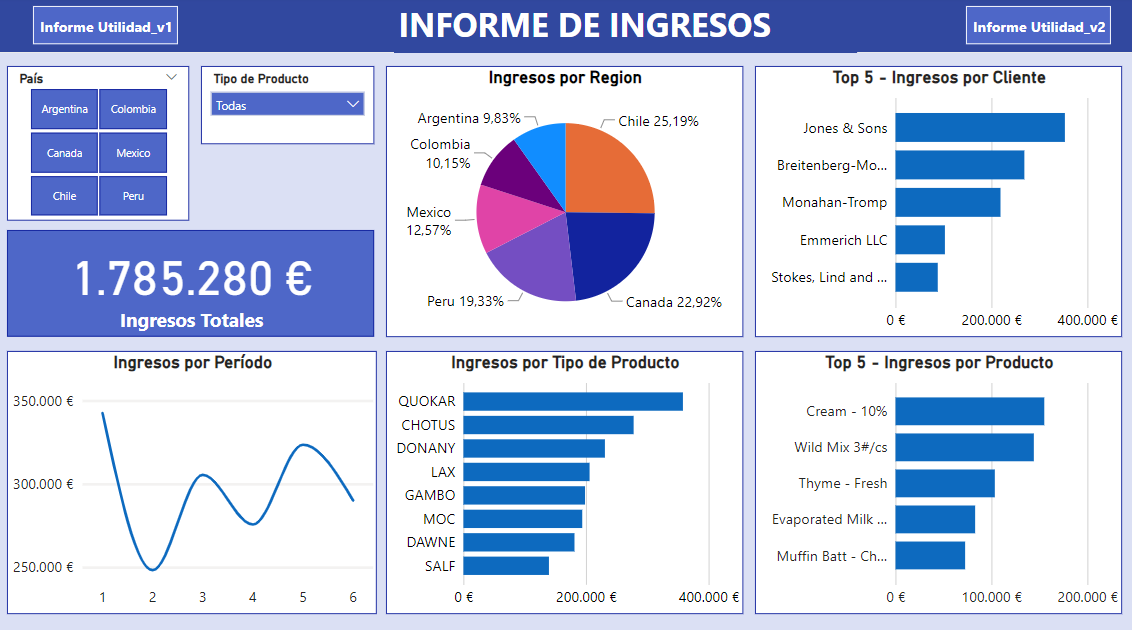 Informe Utilidad_v1
INFORME DE INGRESOS
Informe Utilidad_v2
País
Argentina
Colombia
Canada
Mexico
Chile
Peru
Tipo de Producto
Todas
1.785.280 €
Ingresos Totales
Ingresos por Region
Argentina 9,83%
Chile 25,19%
Colombia
10,15%
Mexico
12,57%
Peru 19,33%
Canada 22,92%
Top 5 - Ingresos por Cliente
Jones & Sons
Breitenberg-Mo...
Monahan-Tromp
Emmerich LLC
Stokes, Lind and ...
0 €
200.000 €
400.000 €
Ingresos por Período
350.000 €
300.000 €
250.000 €
1 2 3 4 5 6
Ingresos por Tipo de Producto
QUOKAR
CHOTUS
DONANY
LAX
GAMBO
MOC
DAWNE
SALF
0 €
200.000 €
400.000 €
Top 5 - Ingresos por Producto
Cream - 10%
Wild Mix 3#/cs
Thyme - Fresh
Evaporated Milk ...
Muffin Batt - Ch...
0 €
100.000 €
200.000 €